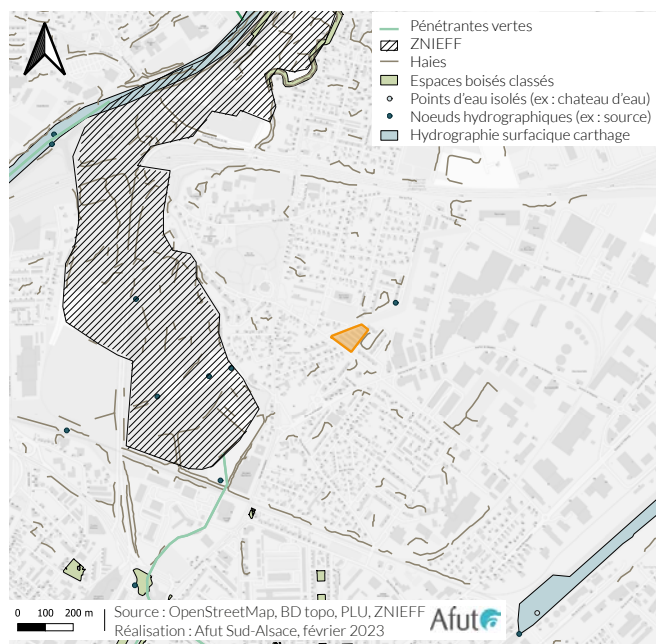 Pénétrantes vertes
ZNIEFF
Haies
Espaces boisés classés
Points d'eau isolés (ex : chateau d'eau)
Noeuds hydrographiques (ex : source)
Hydrographie surfacique carthage
0 100 200 m
Source : OpenStreetMap, BD topo, PLU, ZNIEFF
Réalisation : Afut Sud-Alsace, février 2023
Afut